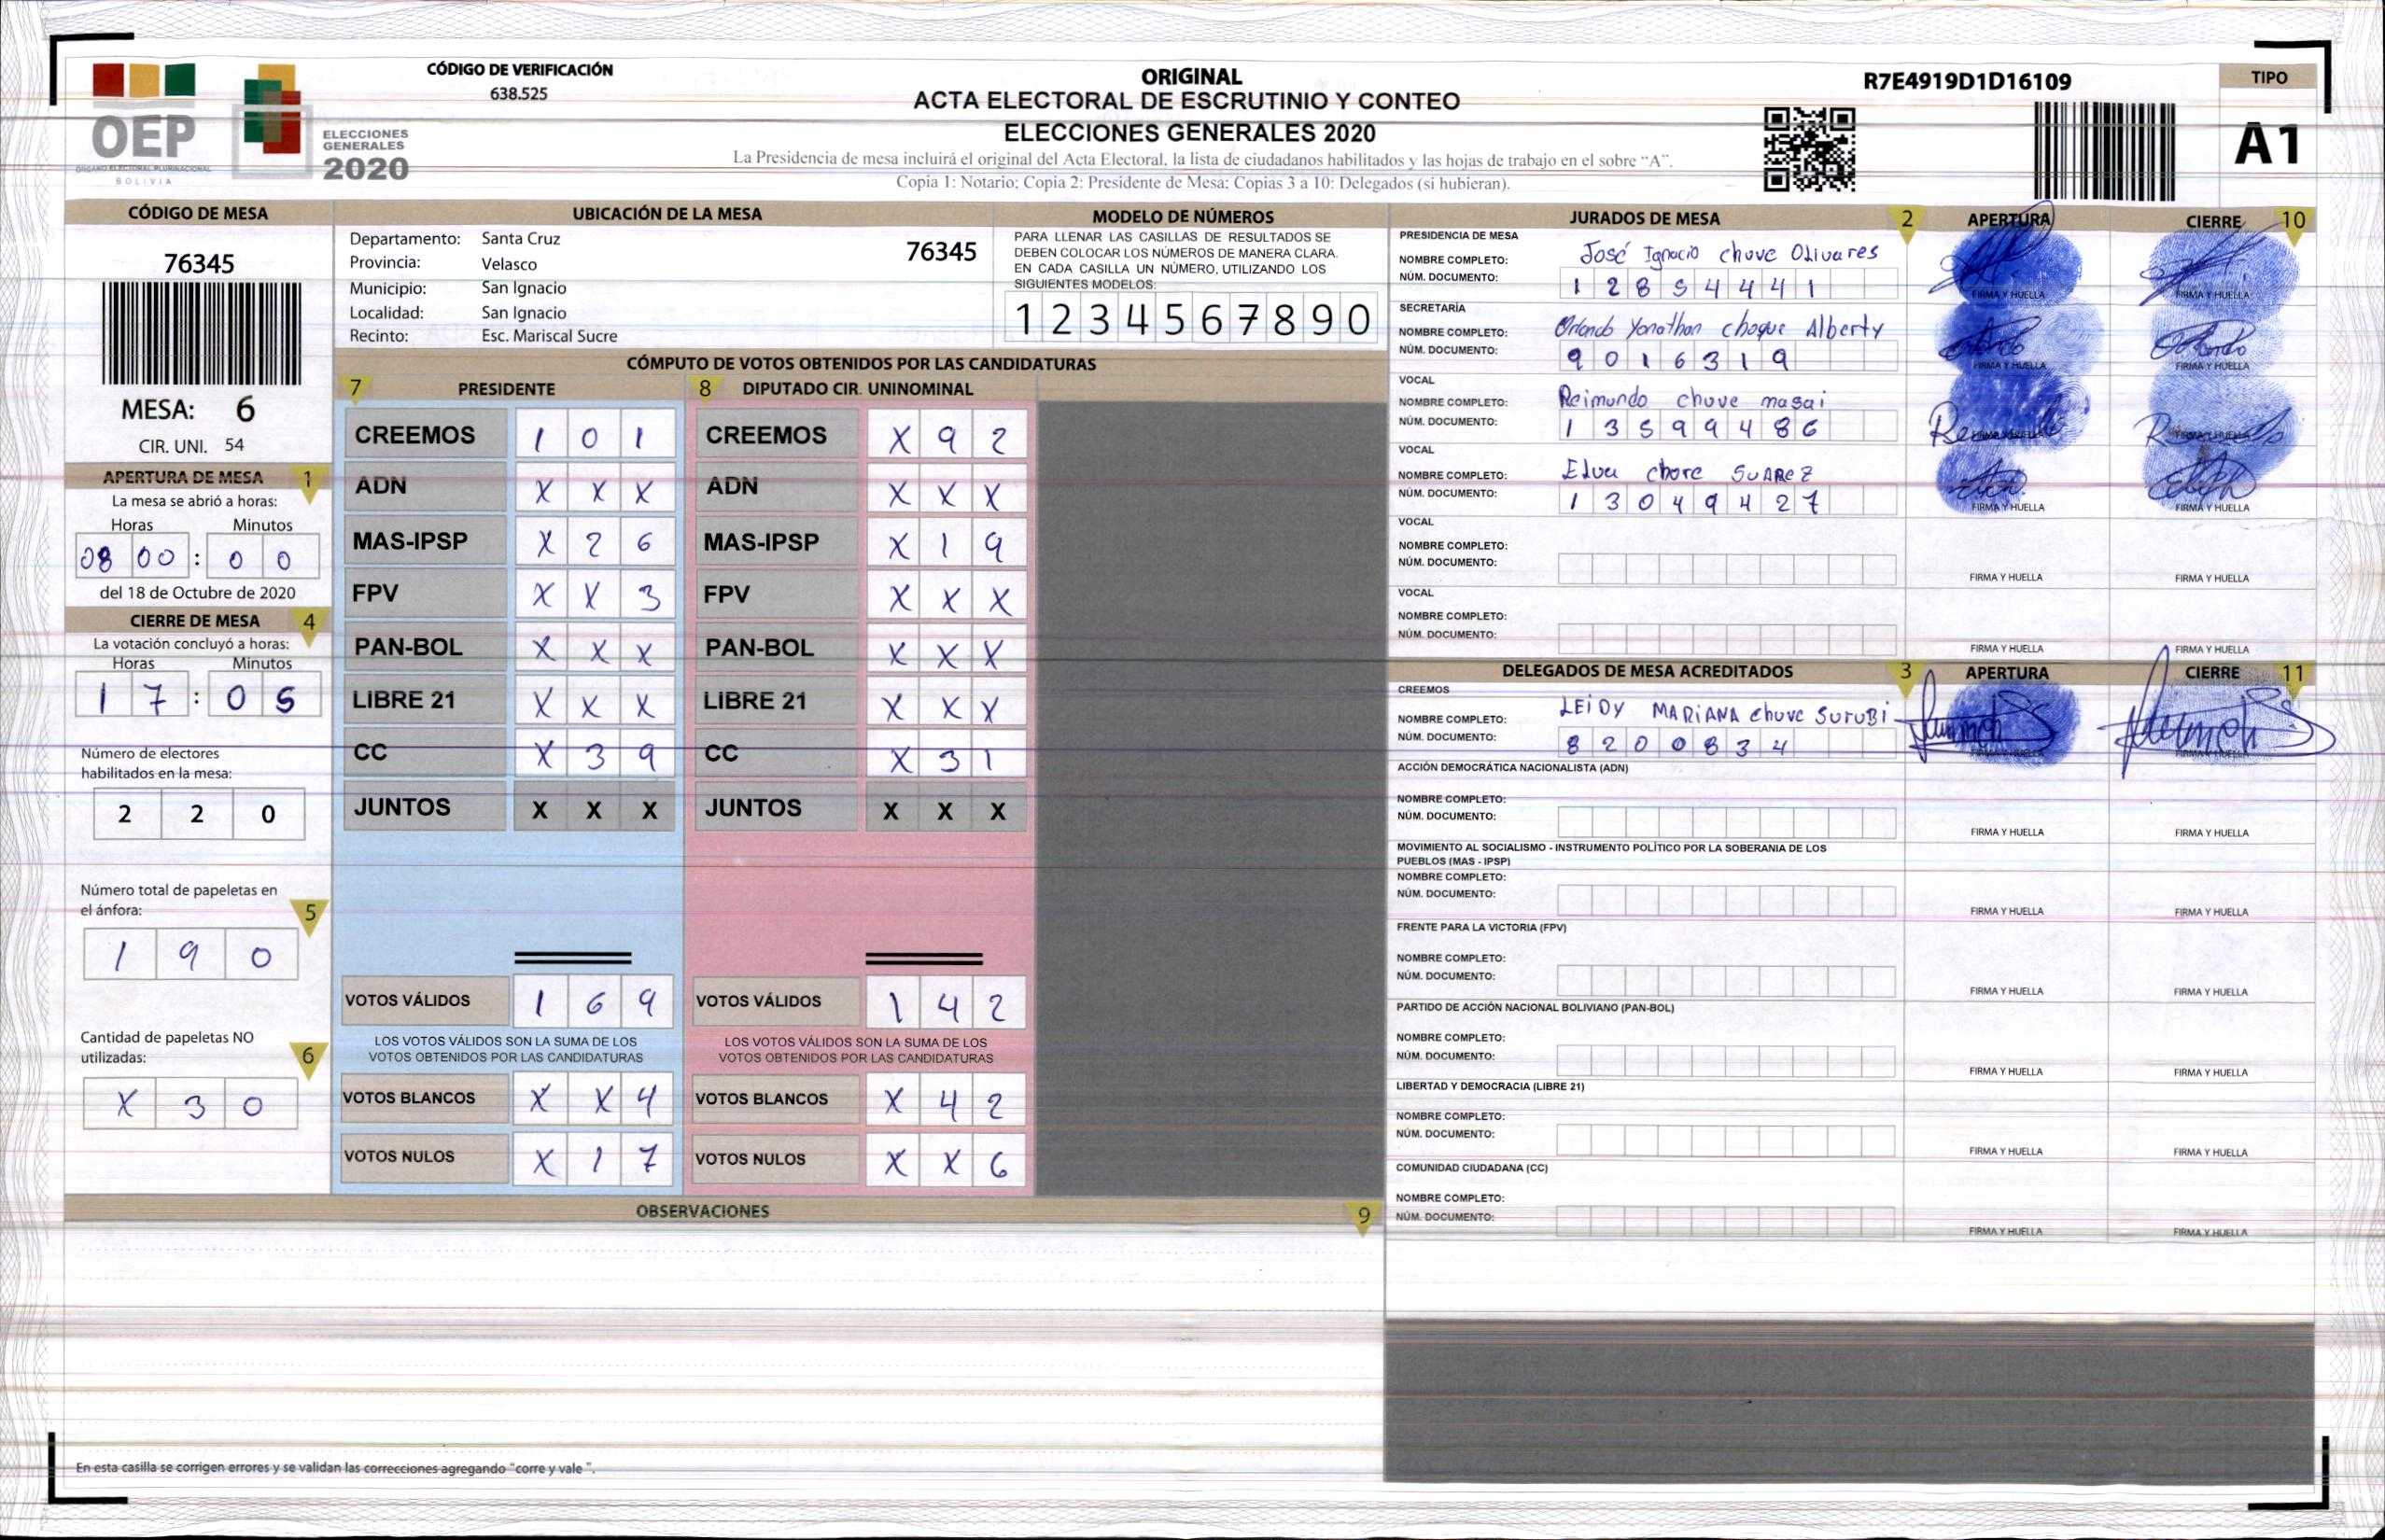 OEP
ÓRGANO ELECTORAL PLURINACIONAL
BOLIVIA
ELECCIONES
GENERALES
2020
CÓDIGO DE VERIFICACIÓN
638.525
ORIGINAL
ACTA ELECTORAL DE ESCRUTINIO Y CONTEO
ELECCIONES GENERALES 2020
La Presidencia de mesa incluirá el original del Acta Electoral, la lista de ciudadanos habilitados y las hojas de trabajo en el sobre "A".
Copia 1: Notario; Copia 2: Presidente de Mesa; Copias 3 a 10: Delegados (si hubieran).
R7E4919D1D16109
TIPO
A1
CÓDIGO DE MESA
76345
MESA: 6
CIR. UNI. 54
APERTURA DE MESA 1
La mesa se abrió a horas:
Horas Minutos
08 00 : 0 0
del 18 de Octubre de 2020
CIERRE DE MESA 4
La votación concluyó a horas:
Horas Minutos
1 7 : 0 5
Número de electores
habilitados en la mesa:
2 2 0
Número total de papeletas en
el ánfora: 5
1 9 0
Cantidad de papeletas NO
utilizadas: 6
X 3 0
UBICACIÓN DE LA MESA
Departamento: Santa Cruz
76345
Provincia: Velasco
Municipio: San Ignacio
Localidad: San Ignacio
Recinto: Esc. Mariscal Sucre
MODELO DE NÚMEROS
PARA LLENAR LAS CASILLAS DE RESULTADOS SE
DEBEN COLOCAR LOS NÚMEROS DE MANERA CLARA.
EN CADA CASILLA UN NÚMERO, UTILIZANDO LOS
SIGUIENTES MODELOS:
1 2 3 4 5 6 7 8 9 0
CÓMPUTO DE VOTOS OBTENIDOS POR LAS CANDIDATURAS
7 PRESIDENTE 8 DIPUTADO CIR. UNINOMINAL
CREEMOS 1 0 1 CREEMOS X 9 2
ADN X X X ADN X X X
MAS-IPSP X 2 6 MAS-IPSP X 1 9
FPV X X 3 FPV X X X
PAN-BOL X X X PAN-BOL X X X
LIBRE 21 X X X LIBRE 21 X X X
CC X 3 9 CC X 3 1
JUNTOS X X X JUNTOS X X X
VOTOS VÁLIDOS 1 6 9 VOTOS VÁLIDOS 1 4 2
LOS VOTOS VÁLIDOS SON LA SUMA DE LOS LOS VOTOS VÁLIDOS SON LA SUMA DE LOS
VOTOS OBTENIDOS POR LAS CANDIDATURAS VOTOS OBTENIDOS POR LAS CANDIDATURAS
VOTOS BLANCOS X X 4 VOTOS BLANCOS X 4 2
VOTOS NULOS X 1 7 VOTOS NULOS X X 6
OBSERVACIONES 9
En esta casilla se corrigen errores y se validan las correcciones agregando "corre y vale ".
JURADOS DE MESA 2 APERTURA CIERRE 10
PRESIDENCIA DE MESA
NOMBRE COMPLETO: José Ignacio chuve Olivares
NÚM. DOCUMENTO: 1 2 8 5 4 4 4 1
FIRMA Y HUELLA FIRMA Y HUELLA
SECRETARÍA
NOMBRE COMPLETO: Orlando Yonathan choque Alberty
NÚM. DOCUMENTO: 9 0 1 6 3 1 9
FIRMA Y HUELLA FIRMA Y HUELLA
VOCAL
NOMBRE COMPLETO: Reimundo chuve masai
NÚM. DOCUMENTO: 1 3 5 9 9 4 8 6
FIRMA Y HUELLA FIRMA Y HUELLA
VOCAL
NOMBRE COMPLETO: chore SUAREZ
NÚM. DOCUMENTO: 1 3 0 4 9 4 2 7
FIRMA Y HUELLA FIRMA Y HUELLA
VOCAL
NOMBRE COMPLETO:
NÚM. DOCUMENTO:
FIRMA Y HUELLA FIRMA Y HUELLA
VOCAL
NOMBRE COMPLETO:
NÚM. DOCUMENTO:
FIRMA Y HUELLA FIRMA Y HUELLA
DELEGADOS DE MESA ACREDITADOS 3 APERTURA CIERRE 11
CREEMOS
NOMBRE COMPLETO: LEIDY MARIANA chuve SURUBI
NÚM. DOCUMENTO: 8 2 0 0 8 3 4
FIRMA Y HUELLA FIRMA Y HUELLA
ACCIÓN DEMOCRÁTICA NACIONALISTA (ADN)
NOMBRE COMPLETO:
NÚM. DOCUMENTO:
FIRMA Y HUELLA FIRMA Y HUELLA
MOVIMIENTO AL SOCIALISMO - INSTRUMENTO POLÍTICO POR LA SOBERANIA DE LOS
PUEBLOS (MAS - IPSP)
NOMBRE COMPLETO:
NÚM. DOCUMENTO:
FIRMA Y HUELLA FIRMA Y HUELLA
FRENTE PARA LA VICTORIA (FPV)
NOMBRE COMPLETO:
NÚM. DOCUMENTO:
FIRMA Y HUELLA FIRMA Y HUELLA
PARTIDO DE ACCIÓN NACIONAL BOLIVIANO (PAN-BOL)
NOMBRE COMPLETO:
NÚM. DOCUMENTO:
FIRMA Y HUELLA FIRMA Y HUELLA
LIBERTAD Y DEMOCRACIA (LIBRE 21)
NOMBRE COMPLETO:
NÚM. DOCUMENTO:
FIRMA Y HUELLA FIRMA Y HUELLA
COMUNIDAD CIUDADANA (CC)
NOMBRE COMPLETO:
NÚM. DOCUMENTO:
FIRMA Y HUELLA FIRMA Y HUELLA